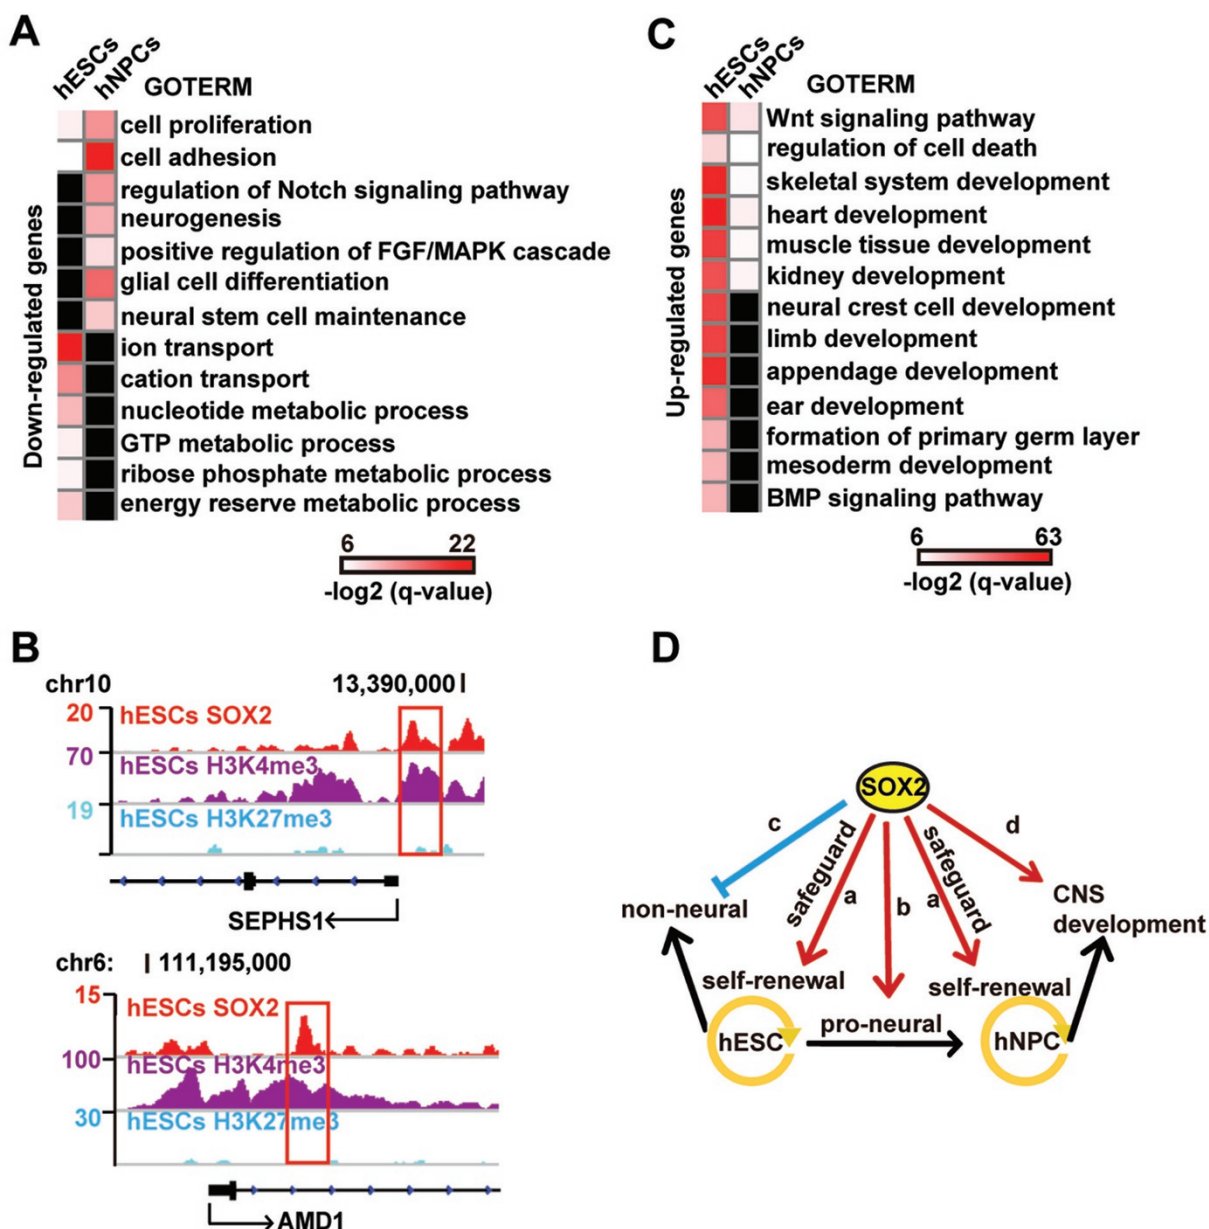 A
hESCs
hNPCs
GOTERM
Down-regulated genes
cell proliferation
cell adhesion
regulation of Notch signaling pathway
neurogenesis
positive regulation of FGF/MAPK cascade
glial cell differentiation
neural stem cell maintenance
ion transport
cation transport
nucleotide metabolic process
GTP metabolic process
ribose phosphate metabolic process
energy reserve metabolic process
6 22
-log2 (q-value)
C
hESCs
hNPCs
GOTERM
Up-regulated genes
Wnt signaling pathway
regulation of cell death
skeletal system development
heart development
muscle tissue development
kidney development
neural crest cell development
limb development
appendage development
ear development
formation of primary germ layer
mesoderm development
BMP signaling pathway
6 63
-log2 (q-value)
B
chr10 13,390,000
20 hESCs SOX2
70 hESCs H3K4me3
19 hESCs H3K27me3
SEPHS1
chr6: 111,195,000
15 hESCs SOX2
100 hESCs H3K4me3
30 hESCs H3K27me3
AMD1
D
SOX2
c
safeguard
a
b
safeguard
a
d
non-neural
CNS
development
self-renewal
self-renewal
hESC
pro-neural
hNPC